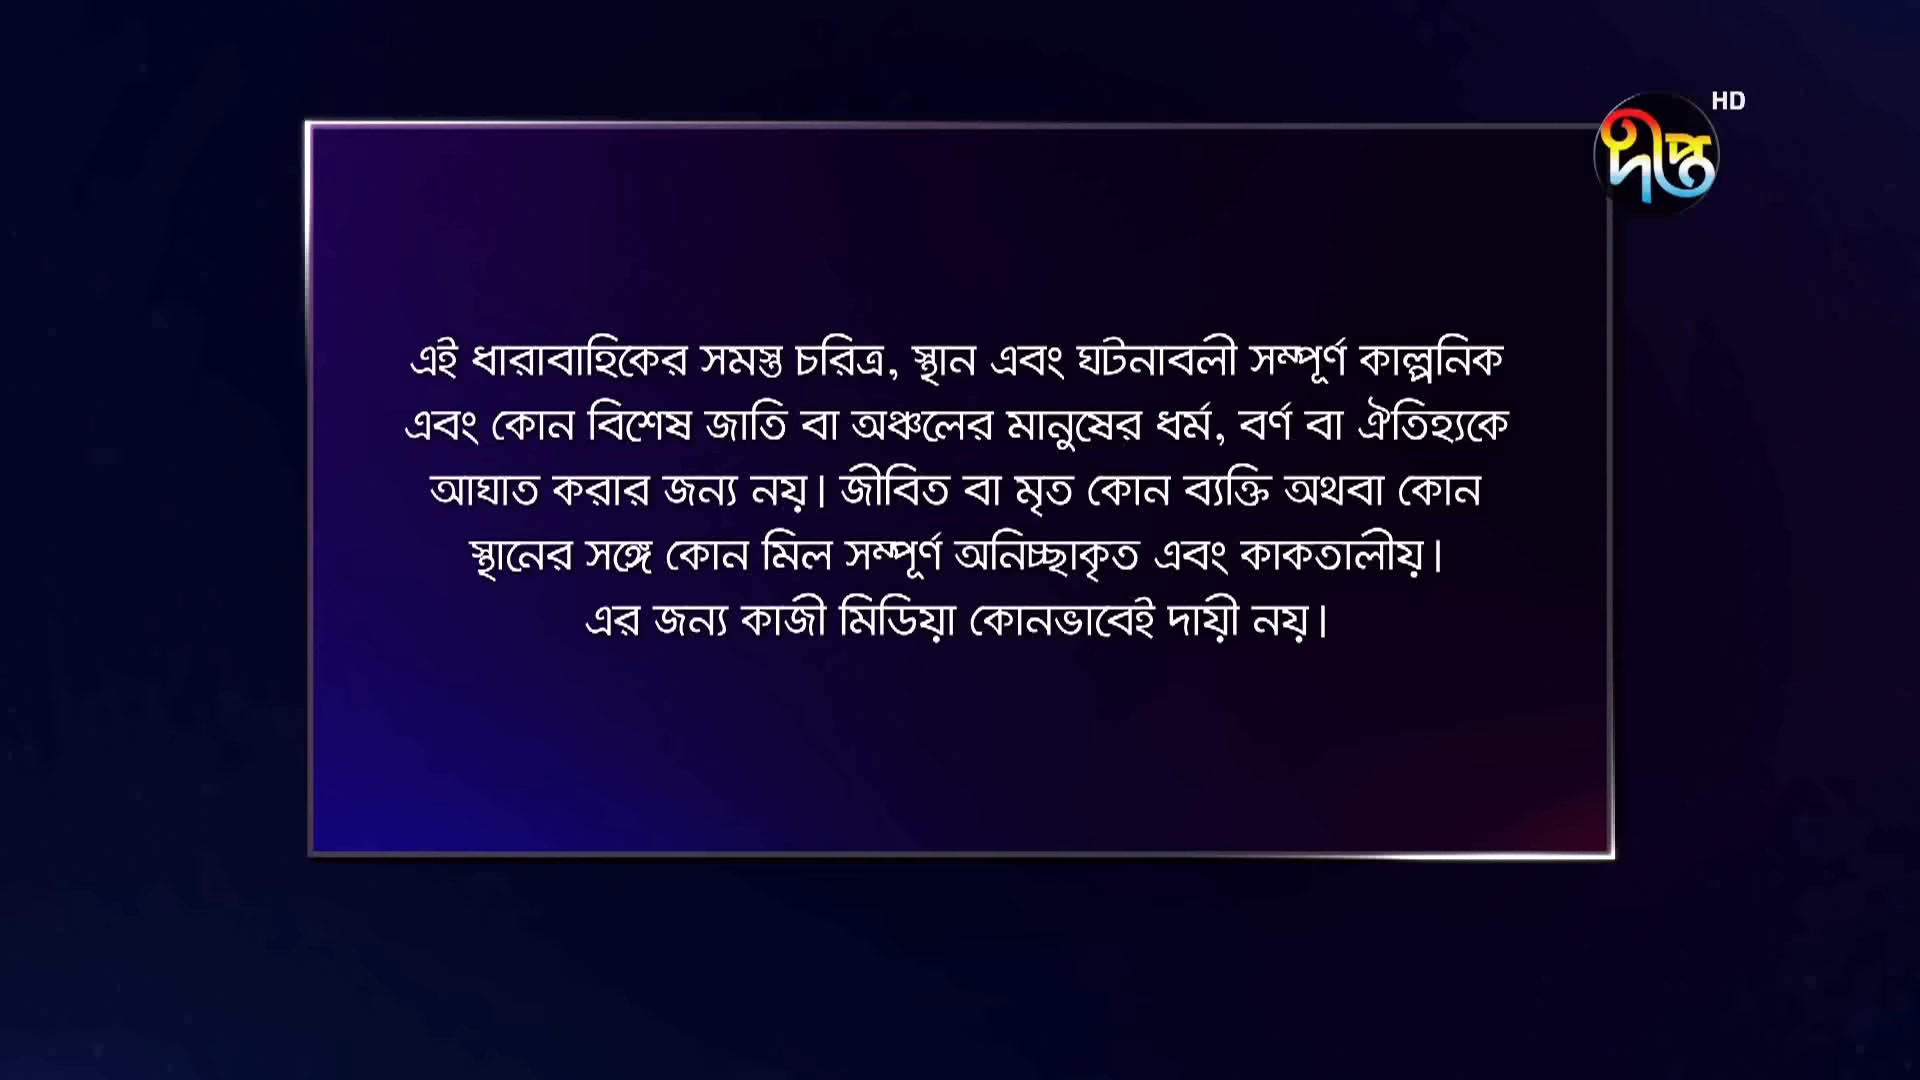 HD
দীপ্ত
এই ধারাবাহিকের সমস্ত চরিত্র, স্থান এবং ঘটনাবলী সম্পূর্ণ কাল্পনিক
এবং কোন বিশেষ জাতি বা অঞ্চলের মানুষের ধর্ম, বর্ণ বা ঐতিহ্যকে
আঘাত করার জন্য নয়। জীবিত বা মৃত কোন ব্যক্তি অথবা কোন
স্থানের সঙ্গে কোন মিল সম্পূর্ণ অনিচ্ছাকৃত এবং কাকতালীয়।
এর জন্য কাজী মিডিয়া কোনভাবেই দায়ী নয়।